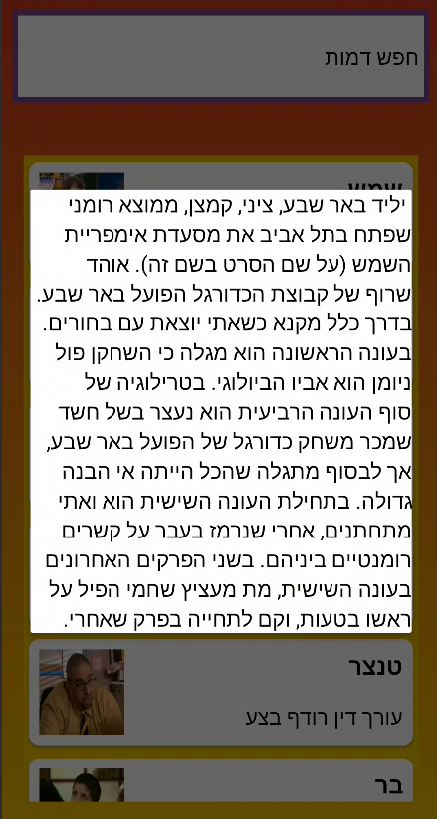 חפש דמות
שמש
יליד באר שבע, ציני, קמצן, ממוצא רומני
שפתח בתל אביב את מסעדת אימפריית
השמש (על שם הסרט בשם זה). אוהד
שרוף של קבוצת הכדורגל הפועל באר שבע.
בדרך כלל מקנא כשאתי יוצאת עם בחורים.
בעונה הראשונה הוא מגלה כי השחקן פול
ניומן הוא אביו הביולוגי. בטרילוגיה של
סוף העונה הרביעית הוא נעצר בשל חשד
שמכר משחק כדורגל של הפועל באר שבע,
אך לבסוף מתגלה שהכל הייתה אי הבנה
גדולה. בתחילת העונה השישית הוא ואתי
מתחתנים, אחרי שנרמז בעבר על קשרים
רומנטיים ביניהם. בשני הפרקים האחרונים
בעונה השישית, מת מעציץ שחמי הפיל על
ראשו בטעות, וקם לתחייה בפרק שאחרי.
טנצר
עורך דין רודף בצע
בר